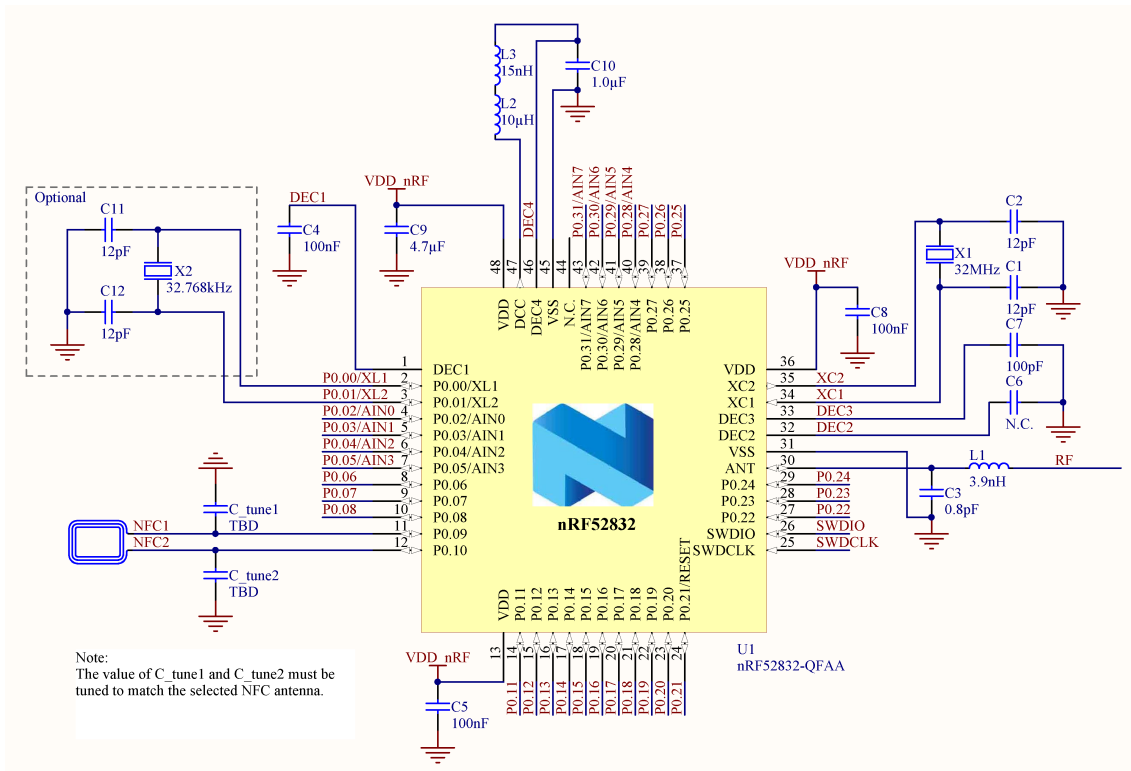 L3
15nH
C10
1.0µF
L2
10µH
Optional
C11
12pF
X2
32.768kHz
C12
12pF
DEC1
C4
100nF
VDD_nRF
C9
4.7µF
DEC4
P0.31/AIN7
P0.30/AIN6
P0.29/AIN5
P0.28/AIN4
P0.27
P0.26
P0.25
48
47
46
45
44
43
42
41
40
39
38
37
VDD
DCC
DEC4
VSS
N.C.
P0.31/AIN7
P0.30/AIN6
P0.29/AIN5
P0.28/AIN4
P0.27
P0.26
P0.25
VDD_nRF
C8
100nF
C2
12pF
X1
32MHz
C1
12pF
C7
100pF
C6
N.C.
1 DEC1
P0.00/XL1 2 P0.00/XL1
P0.01/XL2 3 P0.01/XL2
P0.02/AIN0 4 P0.02/AIN0
P0.03/AIN1 5 P0.03/AIN1
P0.04/AIN2 6 P0.04/AIN2
P0.05/AIN3 7 P0.05/AIN3
P0.06 8 P0.06
P0.07 9 P0.07
P0.08 10 P0.08
11 P0.09
12 P0.10
VDD 36
XC2 35 XC2
XC1 34 XC1
DEC3 33 DEC3
DEC2 32 DEC2
VSS 31
ANT 30
P0.24 29 P0.24
P0.23 28 P0.23
P0.22 27 P0.22
SWDIO 26 SWDIO
SWDCLK 25 SWDCLK
L1
3.9nH
RF
C3
0.8pF
nRF52832
C_tune1
TBD
NFC1
NFC2
C_tune2
TBD
VDD
P0.11
P0.12
P0.13
P0.14
P0.15
P0.16
P0.17
P0.18
P0.19
P0.20
P0.21/RESET
13
14
15
16
17
18
19
20
21
22
23
24
P0.11
P0.12
P0.13
P0.14
P0.15
P0.16
P0.17
P0.18
P0.19
P0.20
P0.21
U1
nRF52832-QFAA
VDD_nRF
C5
100nF
Note:
The value of C_tune1 and C_tune2 must be
tuned to match the selected NFC antenna.